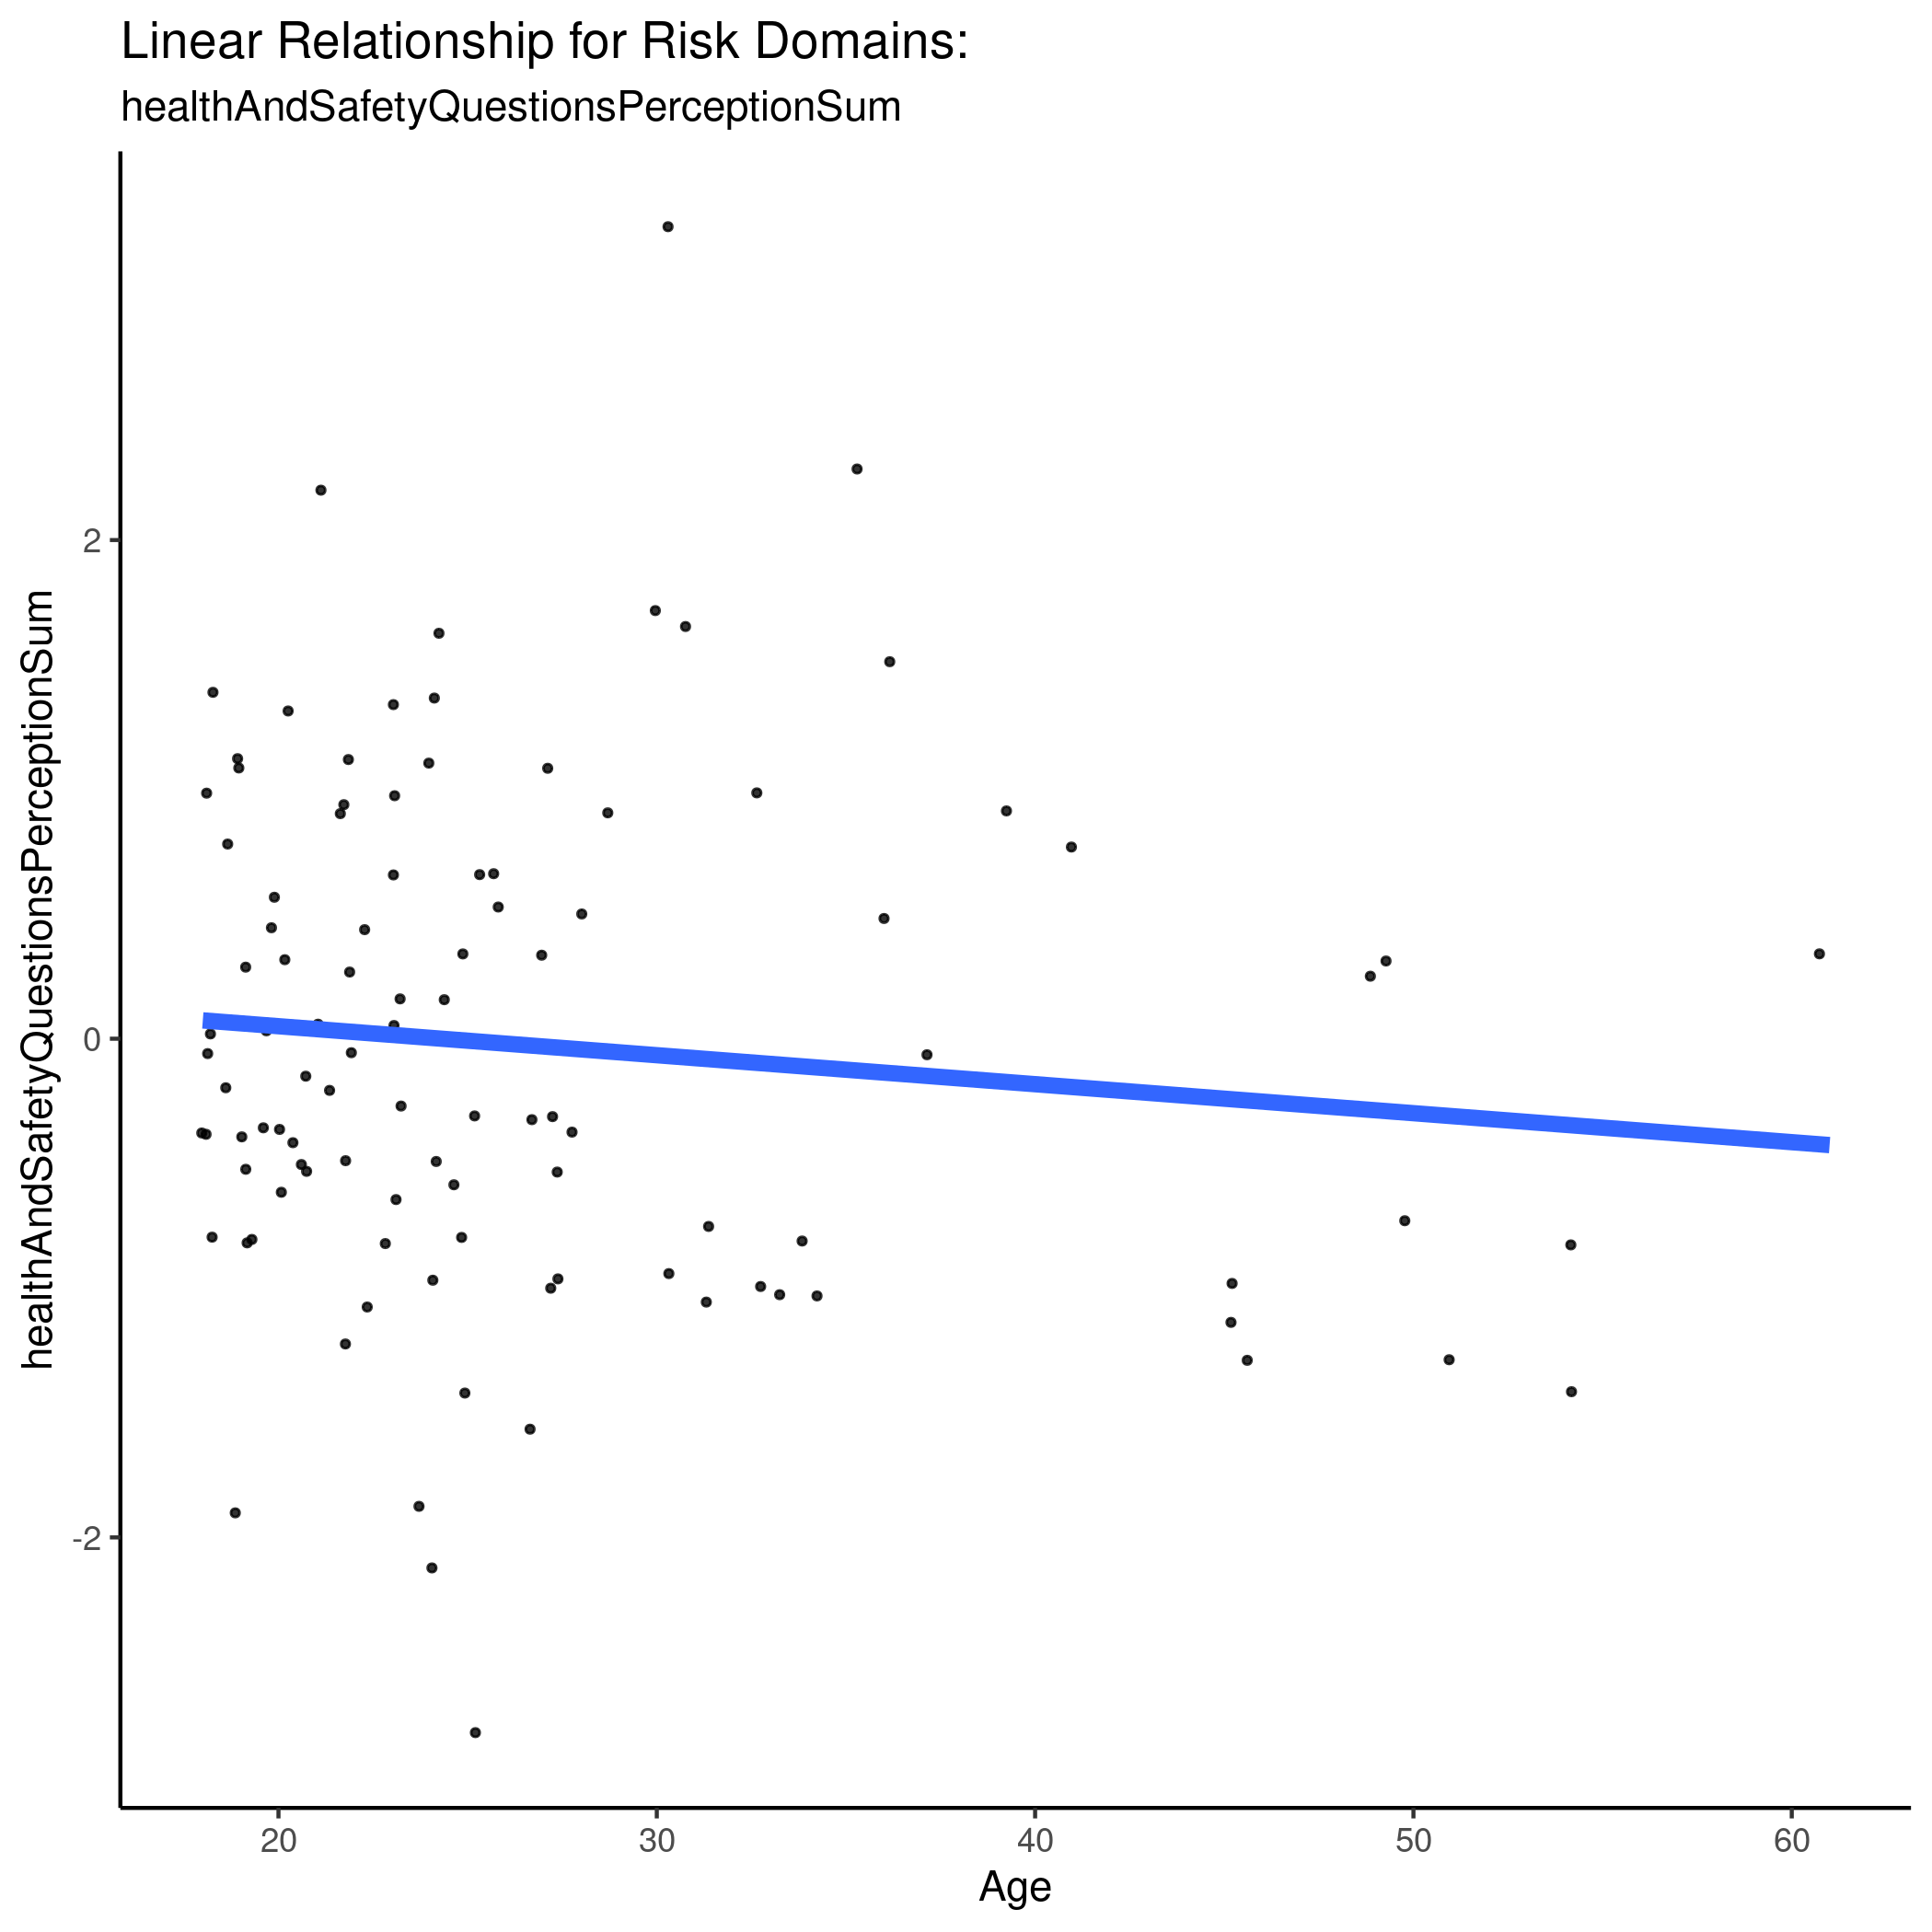 Linear Relationship for Risk Domains:
healthAndSafetyQuestionsPerceptionSum
healthAndSafetyQuestionsPerceptionSum
2
0
-2
20 30 40 50 60
Age